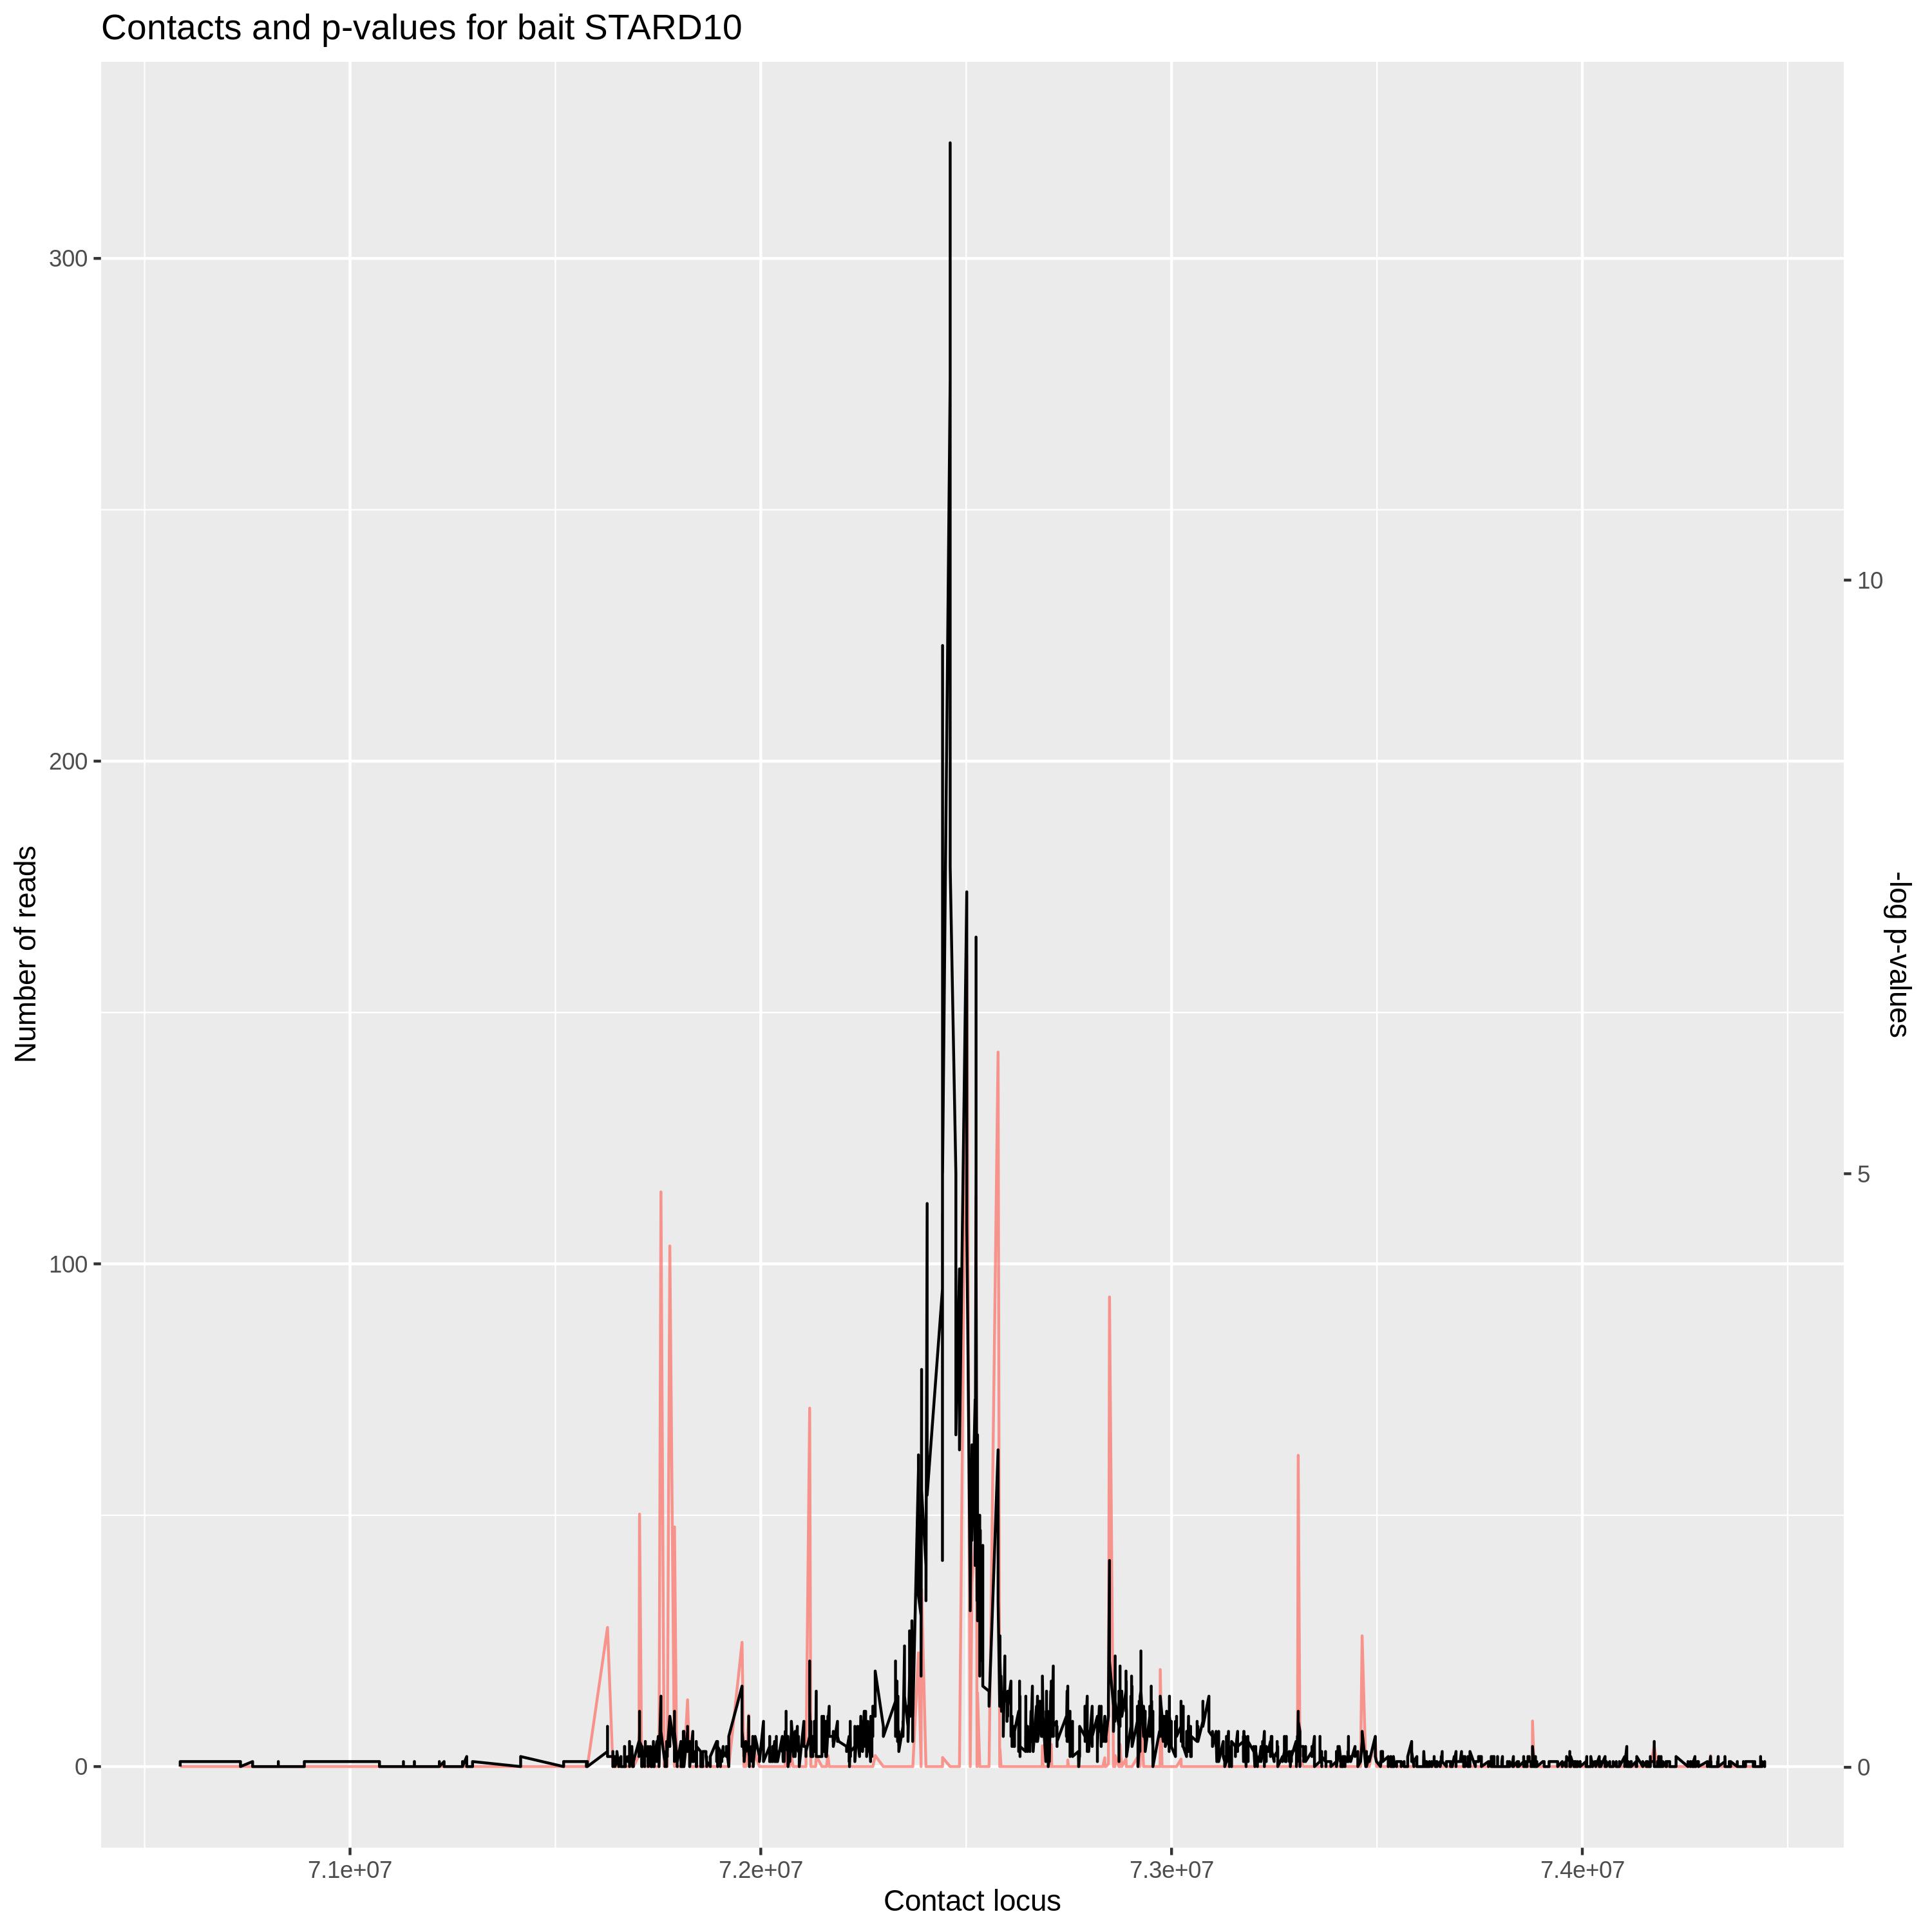 Contacts and p-values for bait STARD10
300
200
100
0
Number of reads
10
5
0
-log p-values
7.1e+07
7.2e+07
7.3e+07
7.4e+07
Contact locus